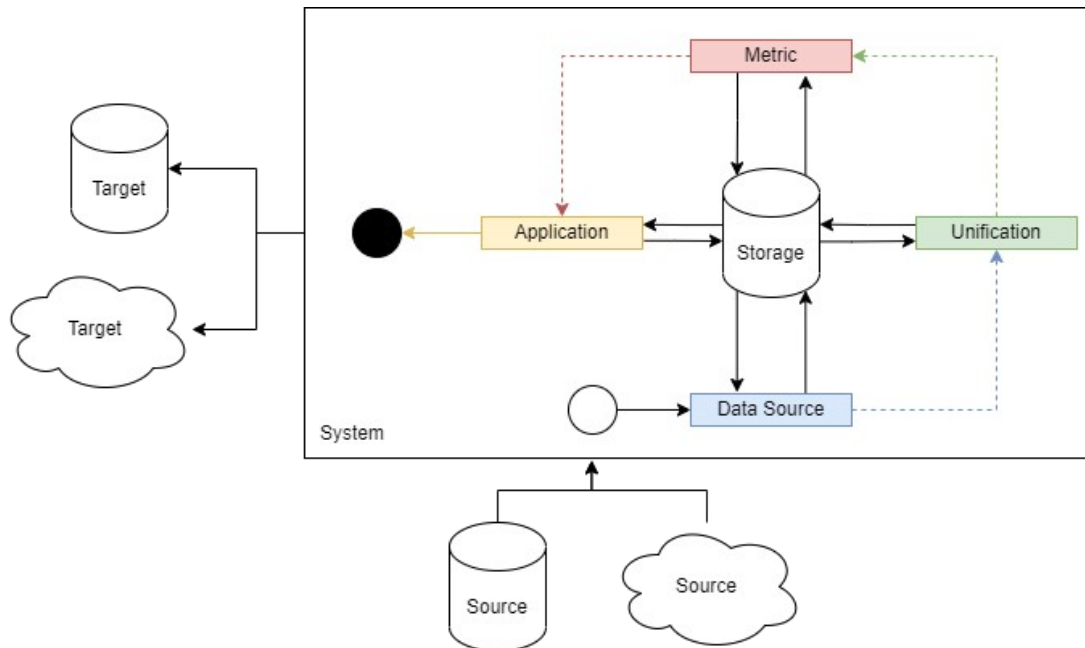 Metric
Target
Application
Storage
Unification
Target
Data Source
System
Source
Source